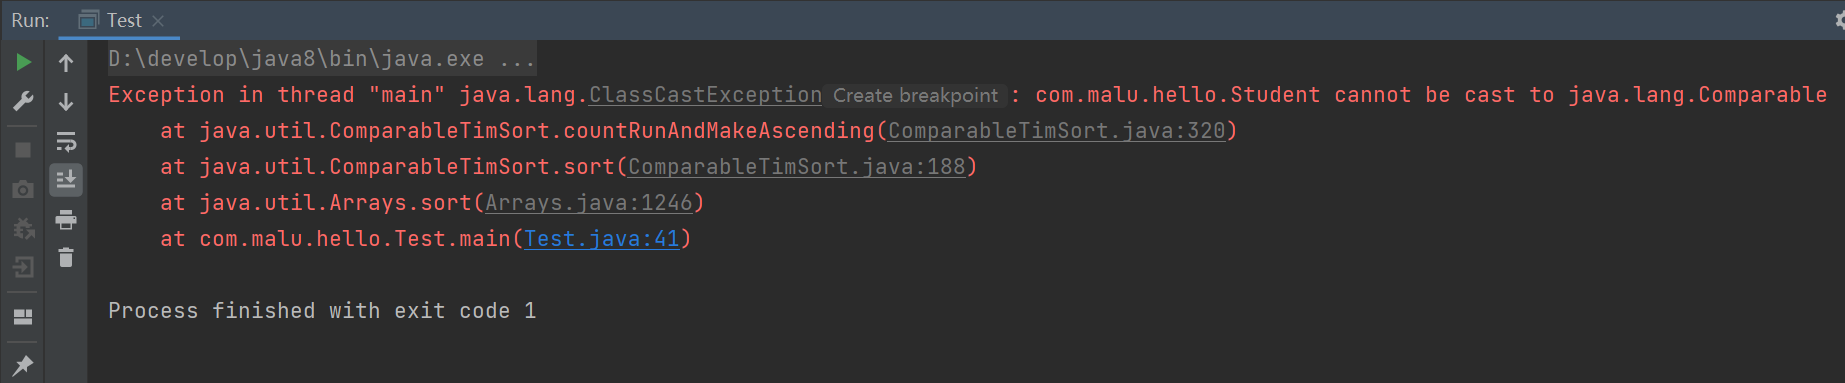 Run: Test
D:\develop\java8\bin\java.exe ...
Exception in thread "main" java.lang.ClassCastException Create breakpoint : com.malu.hello.Student cannot be cast to java.lang.Comparable
at java.util.ComparableTimSort.countRunAndMakeAscending(ComparableTimSort.java:320)
at java.util.ComparableTimSort.sort(ComparableTimSort.java:188)
at java.util.Arrays.sort(Arrays.java:1246)
at com.malu.hello.Test.main(Test.java:41)
Process finished with exit code 1